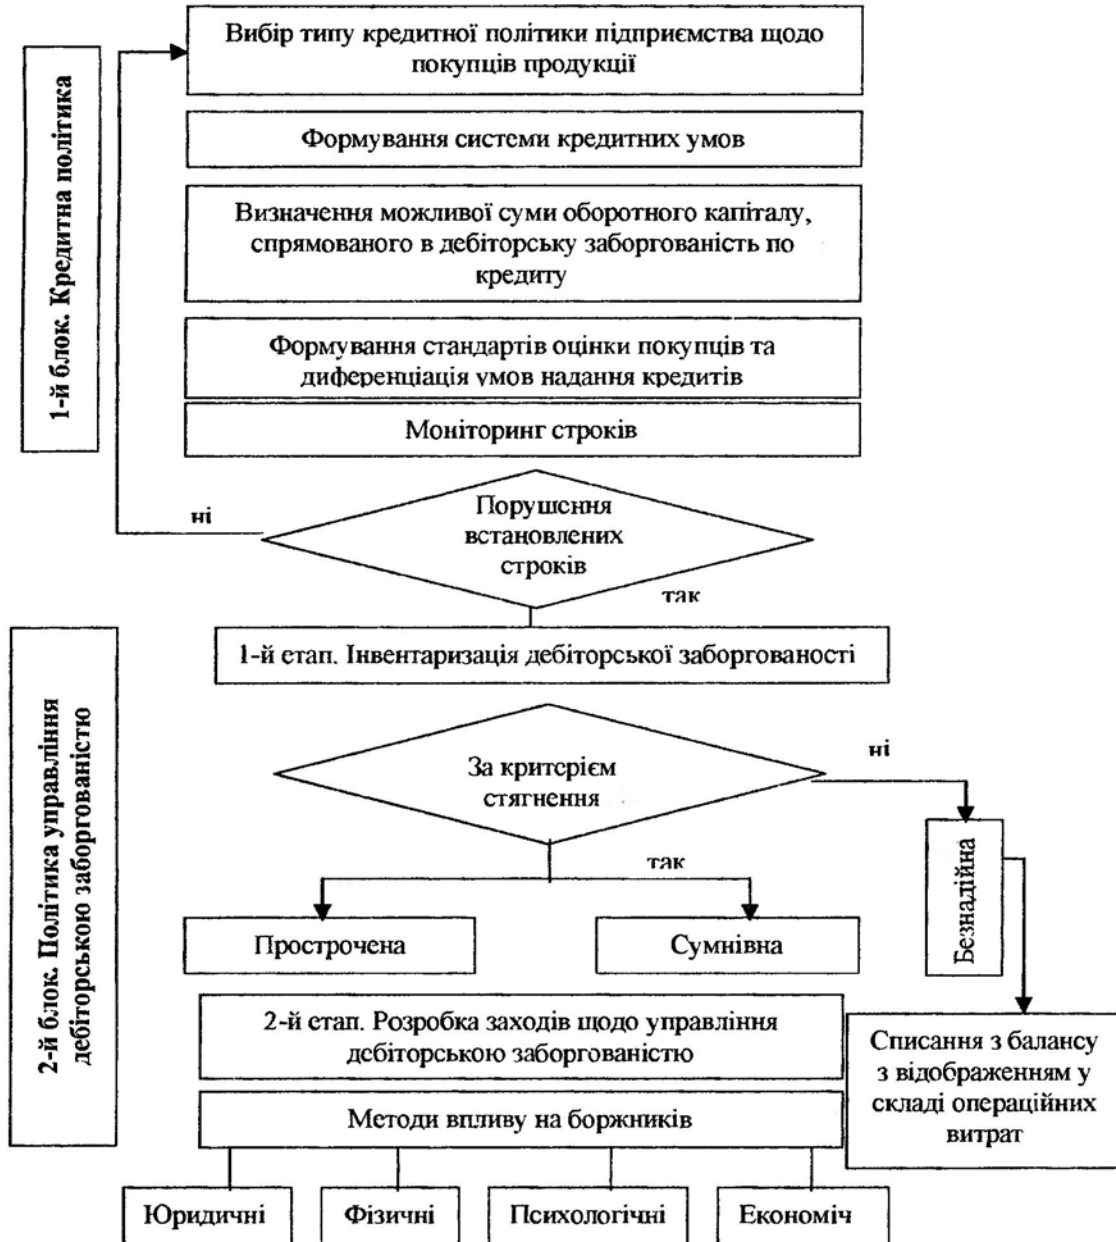 1-й блок. Кредитна політика
Вибір типу кредитної політики підприємства щодо
покупців продукції
Формування системи кредитних умов
Визначення можливої суми оборотного капіталу,
спрямованого в дебіторську заборгованість по
кредиту
Формування стандартів оцінки покупців та
диференціація умов надання кредитів
Моніторинг строків
ні
Порушення
встановлених
строків
так
2-й блок. Політика управління
дебіторською заборгованістю
1-й етап. Інвентаризація дебіторської заборгованості
За критерієм
стягнення
ні
так
Прострочена
Сумнівна
Безнадійна
2-й етап. Розробка заходів щодо управління
дебіторською заборгованістю
Списання з балансу
з відображенням у
складі операційних
витрат
Методи впливу на боржників
Юридичні
Фізичні
Психологічні
Економіч